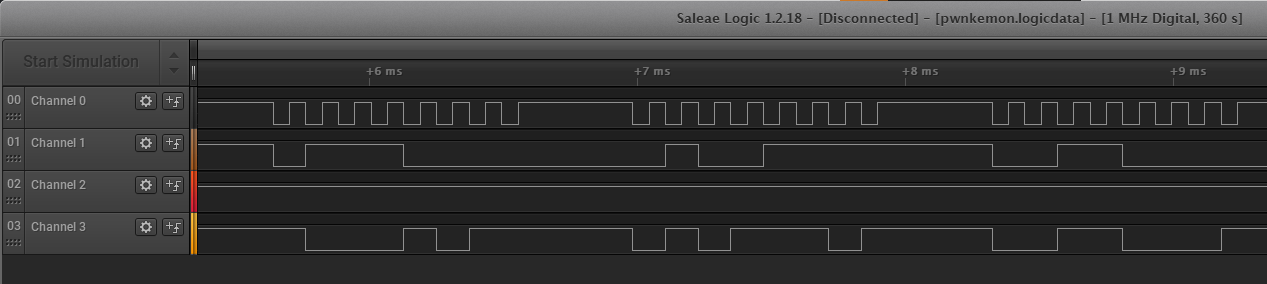 Saleae Logic 1.2.18 - [Disconnected] - [pwnkemon.logicdata] - [1 MHz Digital, 360 s]
Start Simulation
+6 ms +7 ms +8 ms +9 ms
00 Channel 0
01 Channel 1
02 Channel 2
03 Channel 3